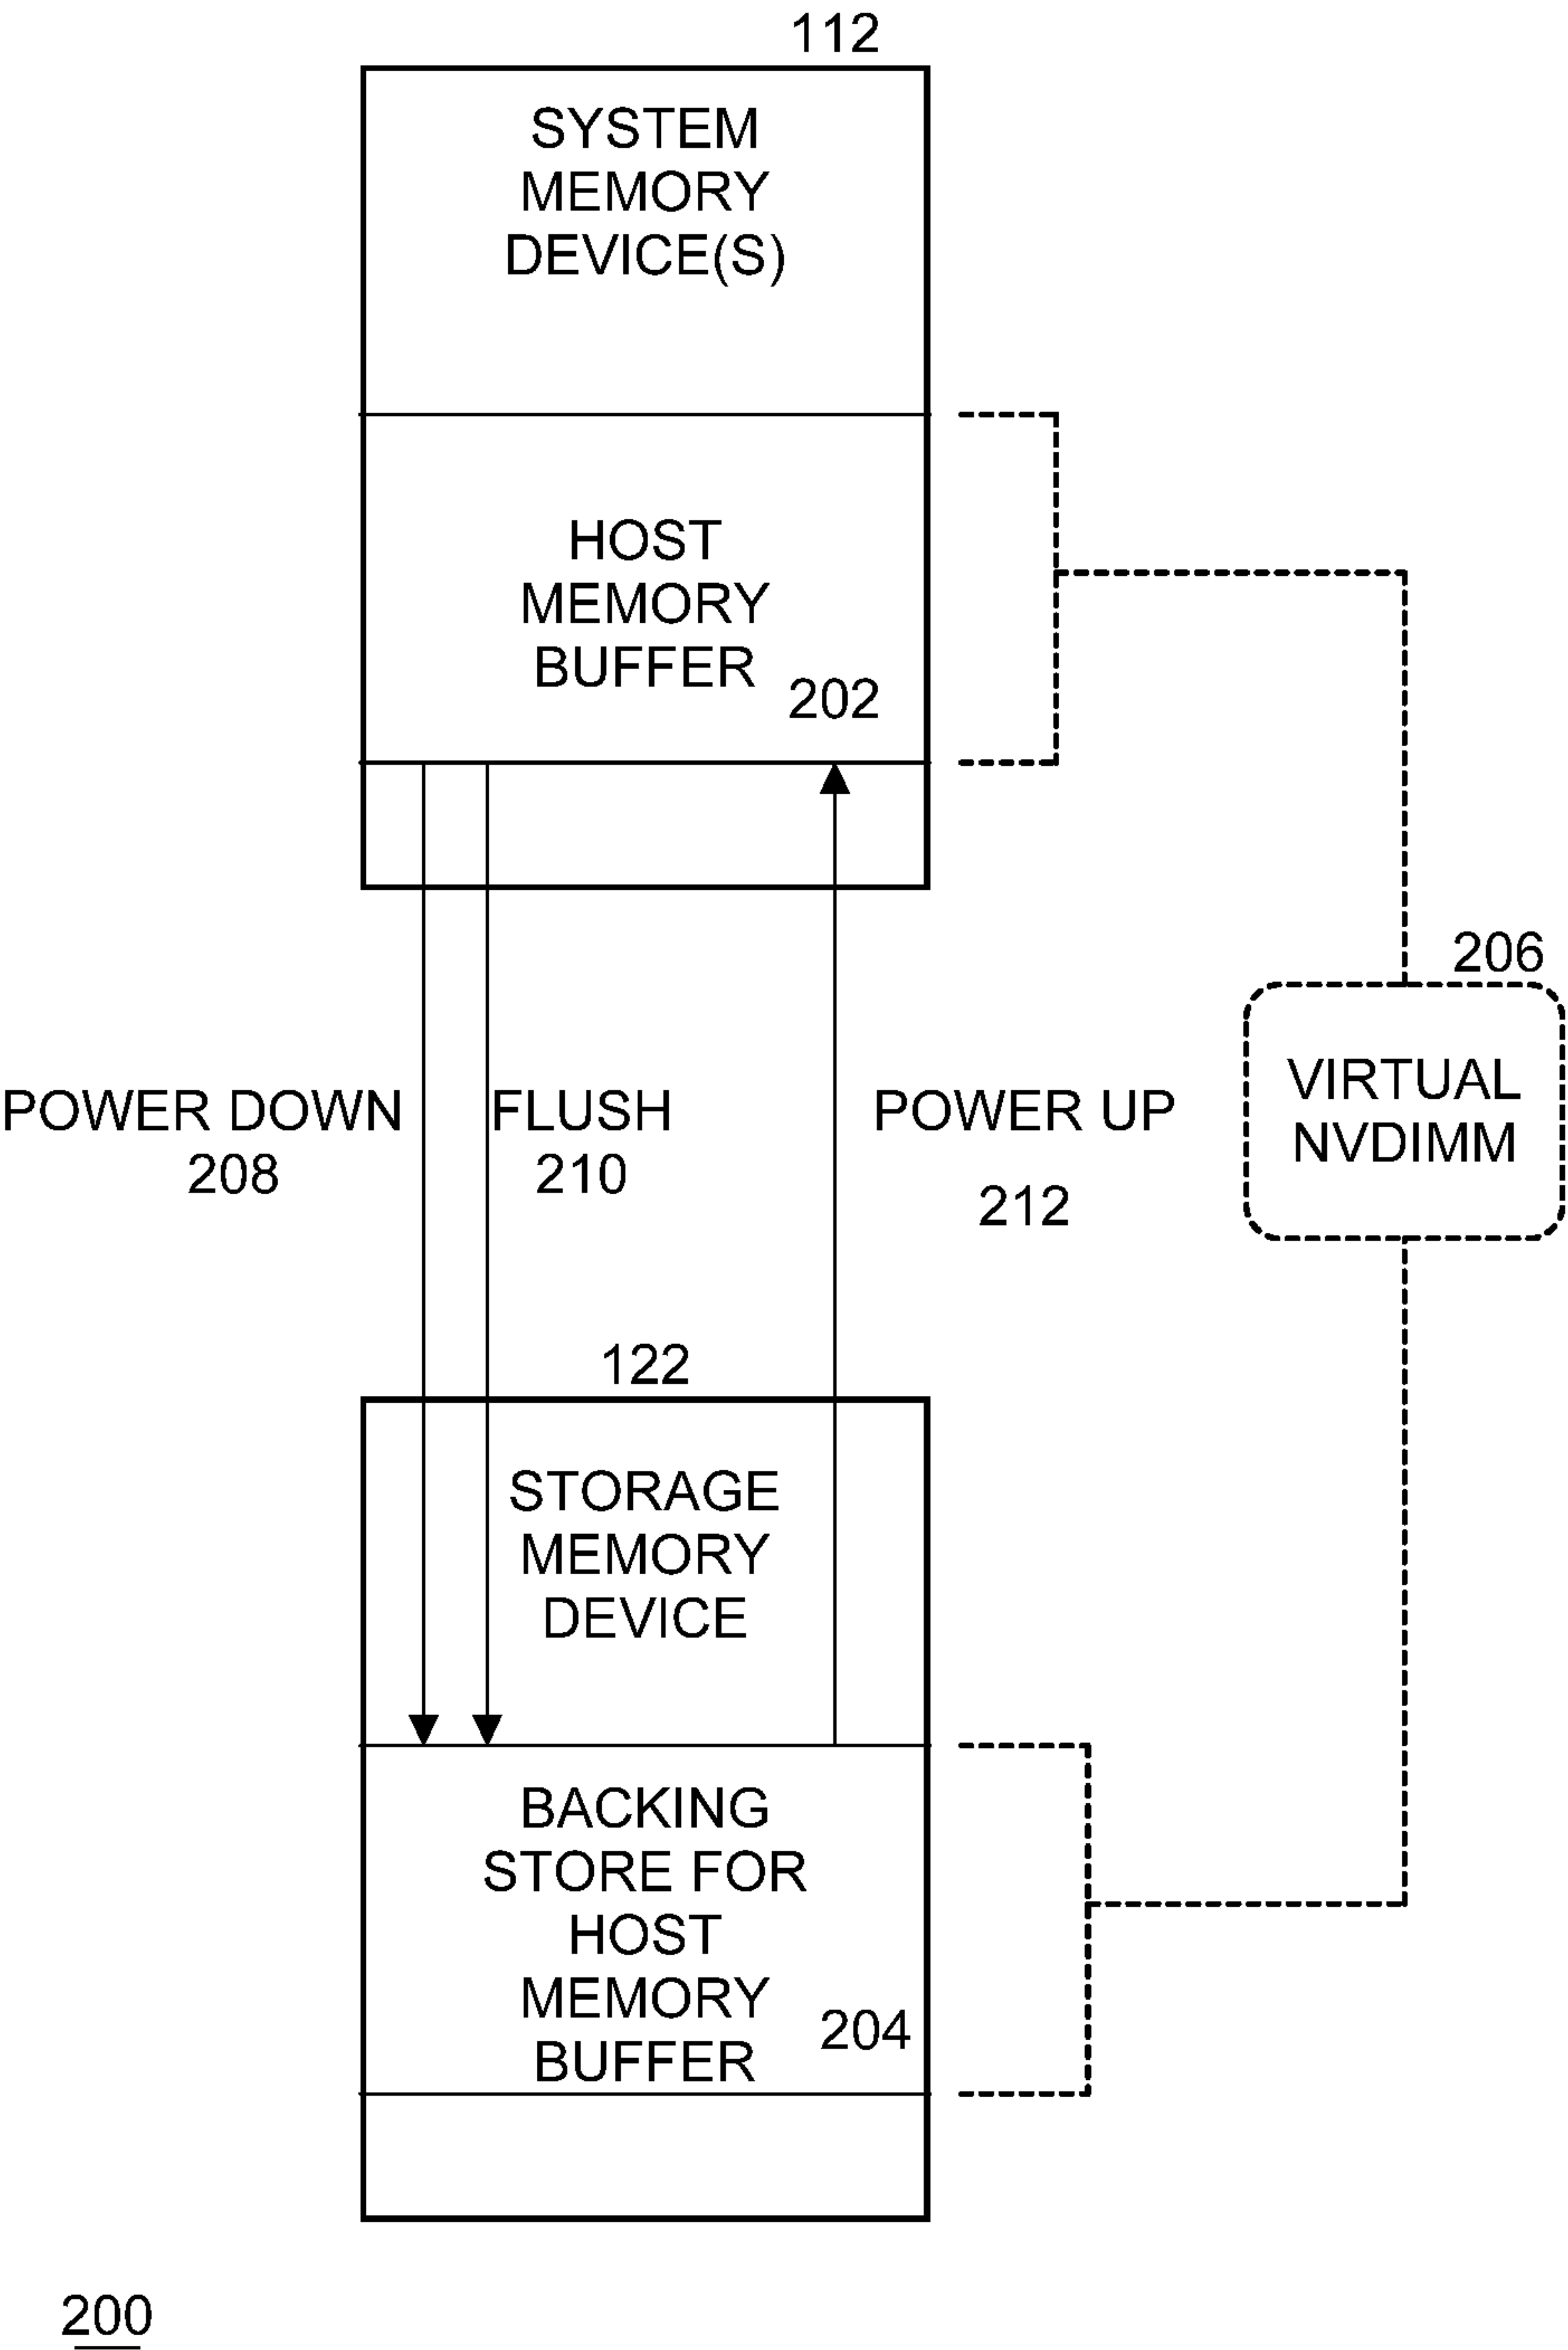 112
SYSTEM
MEMORY
DEVICE(S)
HOST
MEMORY
BUFFER
202
206
VIRTUAL
NVDIMM
POWER DOWN
208
FLUSH
210
POWER UP
212
122
STORAGE
MEMORY
DEVICE
BACKING
STORE FOR
HOST
MEMORY
BUFFER
204
200